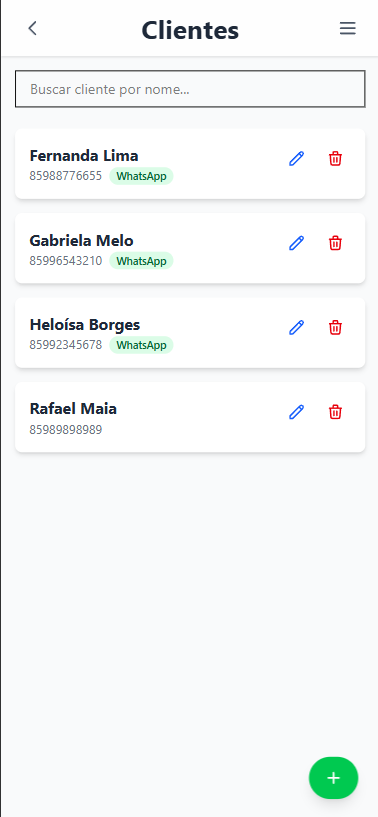 Clientes
Buscar cliente por nome...
Fernanda Lima
85988776655 WhatsApp
Gabriela Melo
85996543210 WhatsApp
Heloísa Borges
85992345678 WhatsApp
Rafael Maia
85989898989